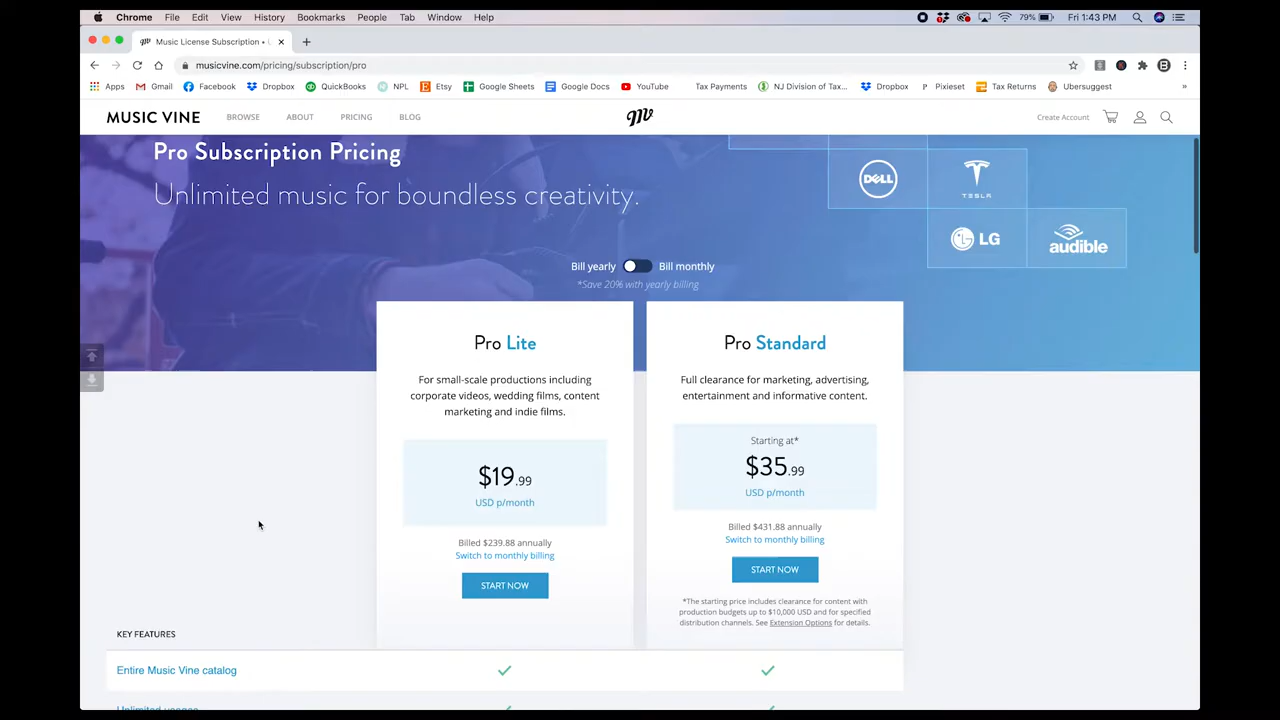 Chrome File Edit View History Bookmarks People Tab Window Help 79% Fri 1:43 PM
Music License Subscription •
musicvine.com/pricing/subscription/pro
Apps Gmail Facebook Dropbox QuickBooks NPL Etsy Google Sheets Google Docs YouTube Tax Payments NJ Division of Tax... Dropbox Pixieset Tax Returns Ubersuggest »
MUSIC VINE BROWSE ABOUT PRICING BLOG mv Create Account
Pro Subscription Pricing
Unlimited music for boundless creativity.
DELL TESLA
LG audible
Bill yearly Bill monthly
*Save 20% with yearly billing
Pro Lite
For small-scale productions including
corporate videos, wedding films, content
marketing and indie films.
$19.99
USD p/month
Billed $239.88 annually
Switch to monthly billing
START NOW
Pro Standard
Full clearance for marketing, advertising,
entertainment and informative content.
Starting at*
$35.99
USD p/month
Billed $431.88 annually
Switch to monthly billing
START NOW
*The starting price includes clearance for content with
production budgets up to $10,000 USD and for specified
distribution channels. See Extension Options for details.
KEY FEATURES
Entire Music Vine catalog